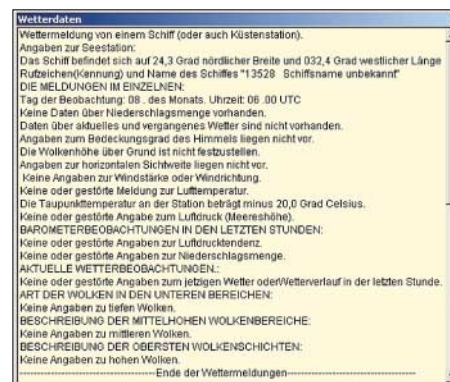 Wetterdaten
Wettermeldung von einem Schiff (oder auch Küstenstation).
Angaben zur Seestation:
Das Schiff befindet sich auf 24,3 Grad nördlicher Breite und 032,4 Grad westlicher Länge
Rufzeichen(Kennung) und Name des Schiffes "13528 Schiffsname unbekannt"
DIE MELDUNGEN IM EINZELNEN:
Tag der Beobachtung: 08 . des Monats. Uhrzeit: 06 .00 UTC
Keine Daten über Niederschlagsmenge vorhanden.
Daten über aktuelles und vergangenes Wetter sind nicht vorhanden.
Angaben zum Bedeckungsgrad des Himmels liegen nicht vor.
Die Wolkenhöhe über Grund ist nicht festzustellen.
Angaben zur horizontalen Sichtweite liegen nicht vor.
Keine Angaben zu Windstärke oder Windrichtung.
Keine oder gestörte Meldung zur Lufttemperatur.
Die Taupunkttemperatur an der Station beträgt minus 20,0 Grad Celsius.
Keine oder gestörte Angabe zum Luftdruck (Meereshöhe).
BAROMETERBEOBACHTUNGEN IN DEN LETZTEN STUNDEN:
Keine oder gestörte Angaben zur Luftdrucktendenz.
Keine oder gestörte Angaben zur Niederschlagsmenge.
AKTUELLE WETTERBEOBACHTUNGEN.:
Keine oder gestörte Angaben zum jetzigen Wetter oderWetterverlauf in der letzten Stunde.
ART DER WOLKEN IN DEN UNTEREN BEREICHEN:
Keine Angaben zu tiefen Wolken.
BESCHREIBUNG DER MITTELHOHEN WOLKENBEREICHE:
Keine Angaben zu mittleren Wolken.
BESCHREIBUNG DER OBERSTEN WOLKENSCHICHTEN:
Keine Angaben zu hohen Wolken.
----------------------------------Ende der Wettermeldungen--------------------------------